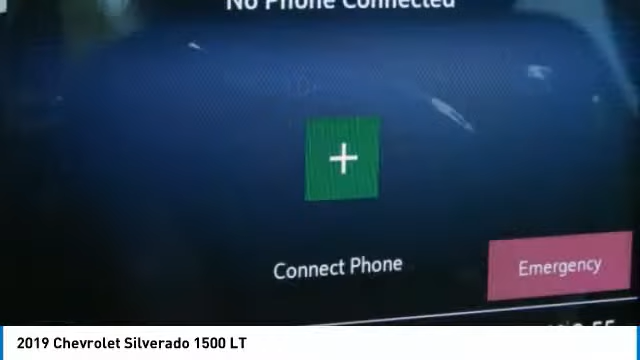 No Phone Connected
Connect Phone
Emergency
2019 Chevrolet Silverado 1500 LT